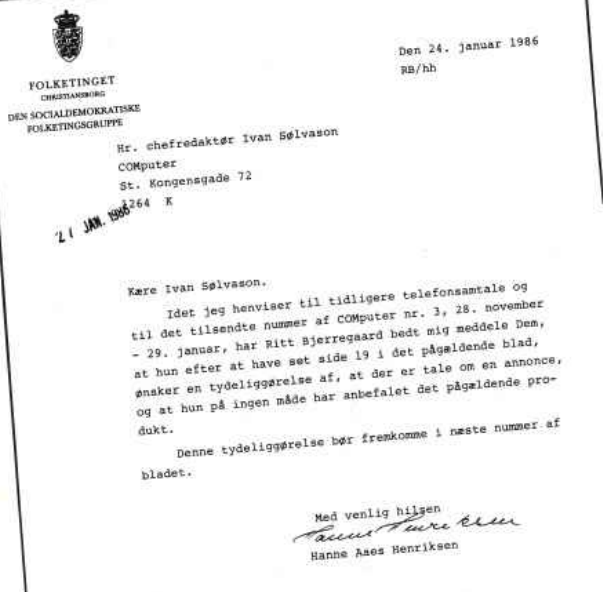 FOLKETINGET
CHRISTIANSBORG
DEN SOCIALDEMOKRATISKE
FOLKETINGSGRUPPE
Den 24. januar 1986
RB/hh
Hr. chefredaktør Ivan Sølvason
COMputer
St. Kongensgade 72
1264 K
JAN. 1986
Kære Ivan Sølvason.
Idet jeg henviser til tidligere telefonsamtale og
til det tilsendte nummer af COMputer nr. 3, 28. november
- 29. januar, har Ritt Bjerregaard bedt mig meddele Dem,
at hun efter at have set side 19 i det pågældende blad,
ønsker en tydeliggørelse af, at der er tale om en annonce,
og at hun på ingen måde har anbefalet det pågældende pro-
dukt.
Denne tydeliggørelse bør fremkomme i næste nummer af
bladet.
Med venlig hilsen
Hanne Henriksen
Hanne Aaes Henriksen